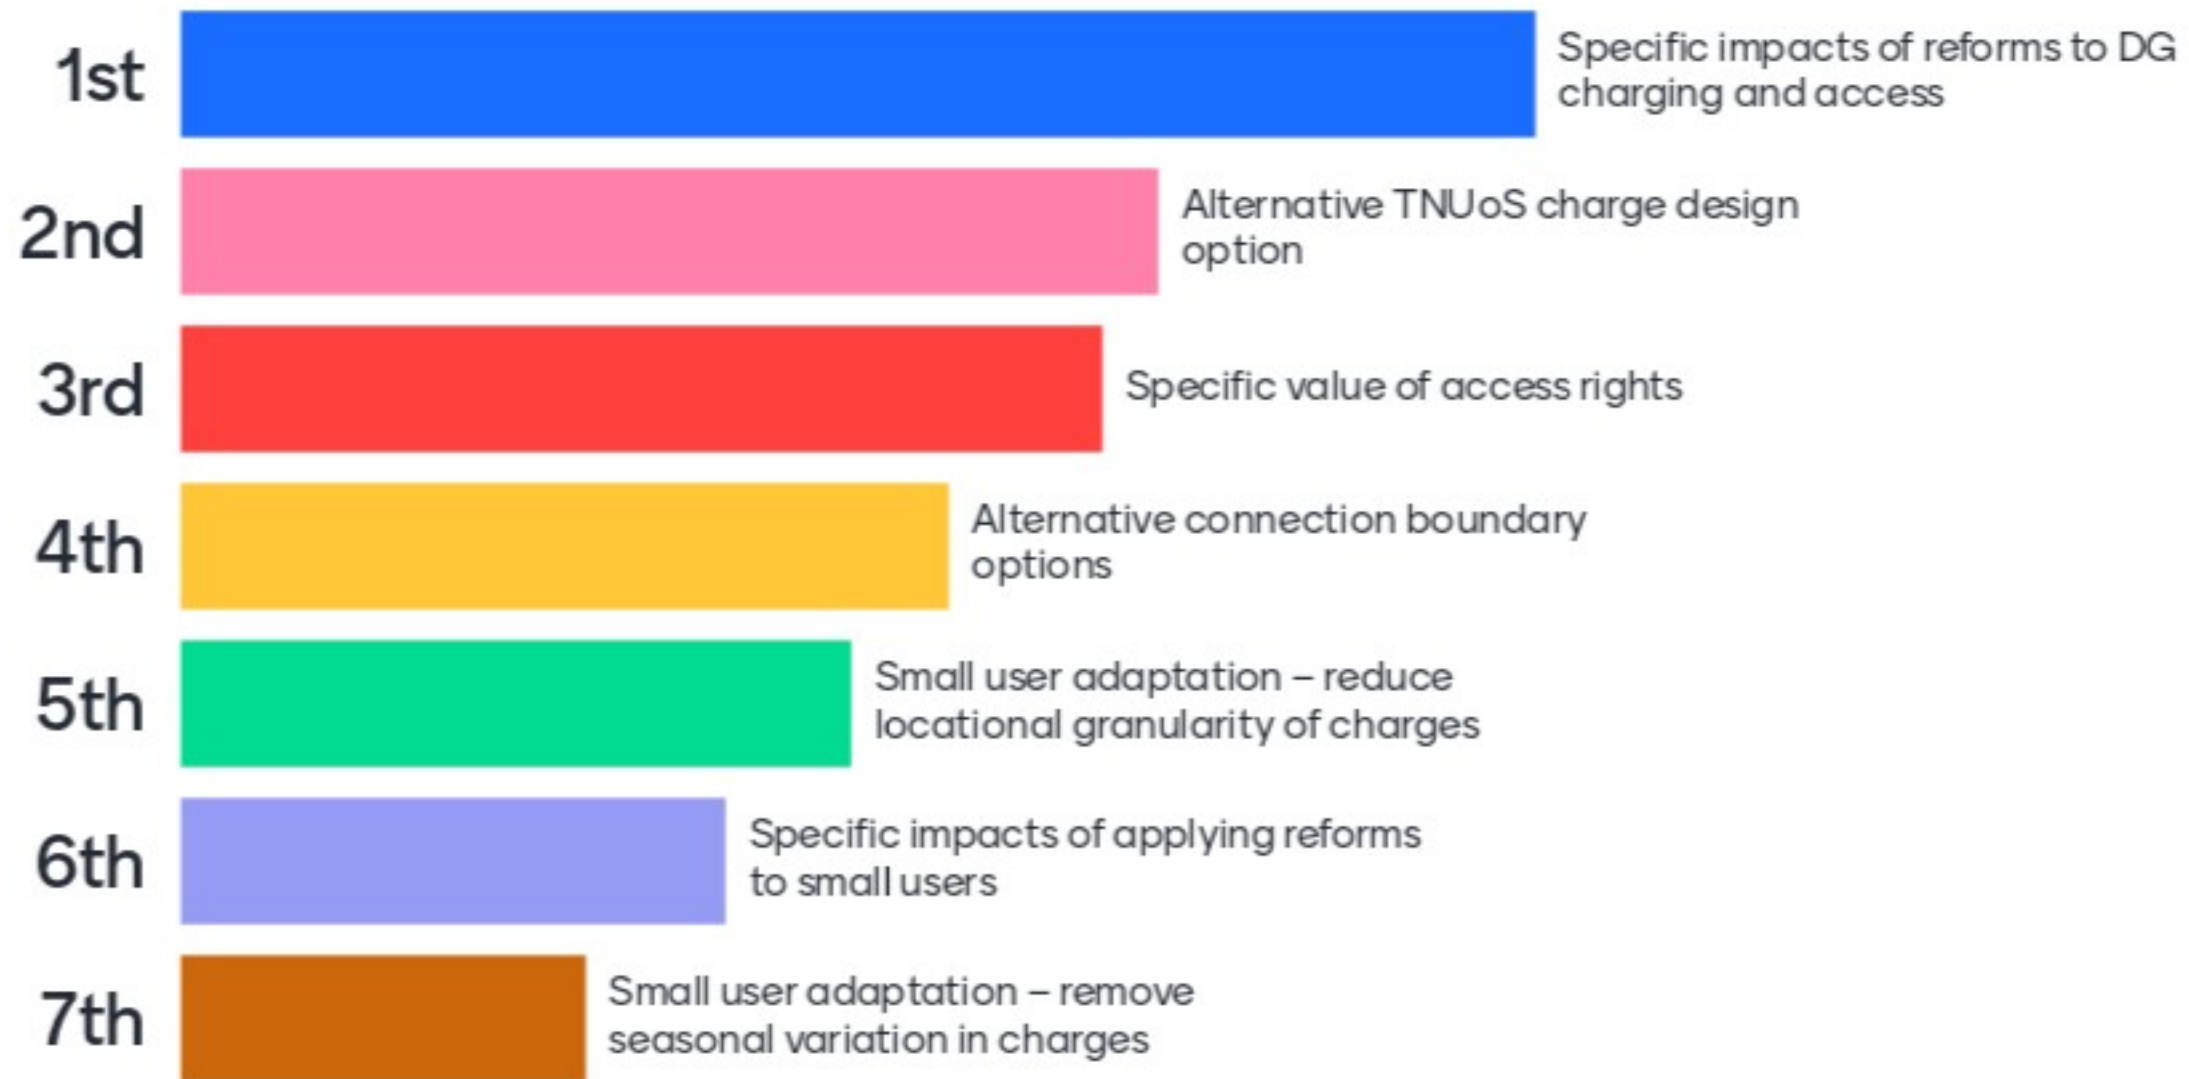 1st
Specific impacts of reforms to DG
charging and access
2nd
Alternative TNUoS charge design
option
3rd
Specific value of access rights
4th
Alternative connection boundary
options
5th
Small user adaptation – reduce
locational granularity of charges
6th
Specific impacts of applying reforms
to small users
7th
Small user adaptation – remove
seasonal variation in charges